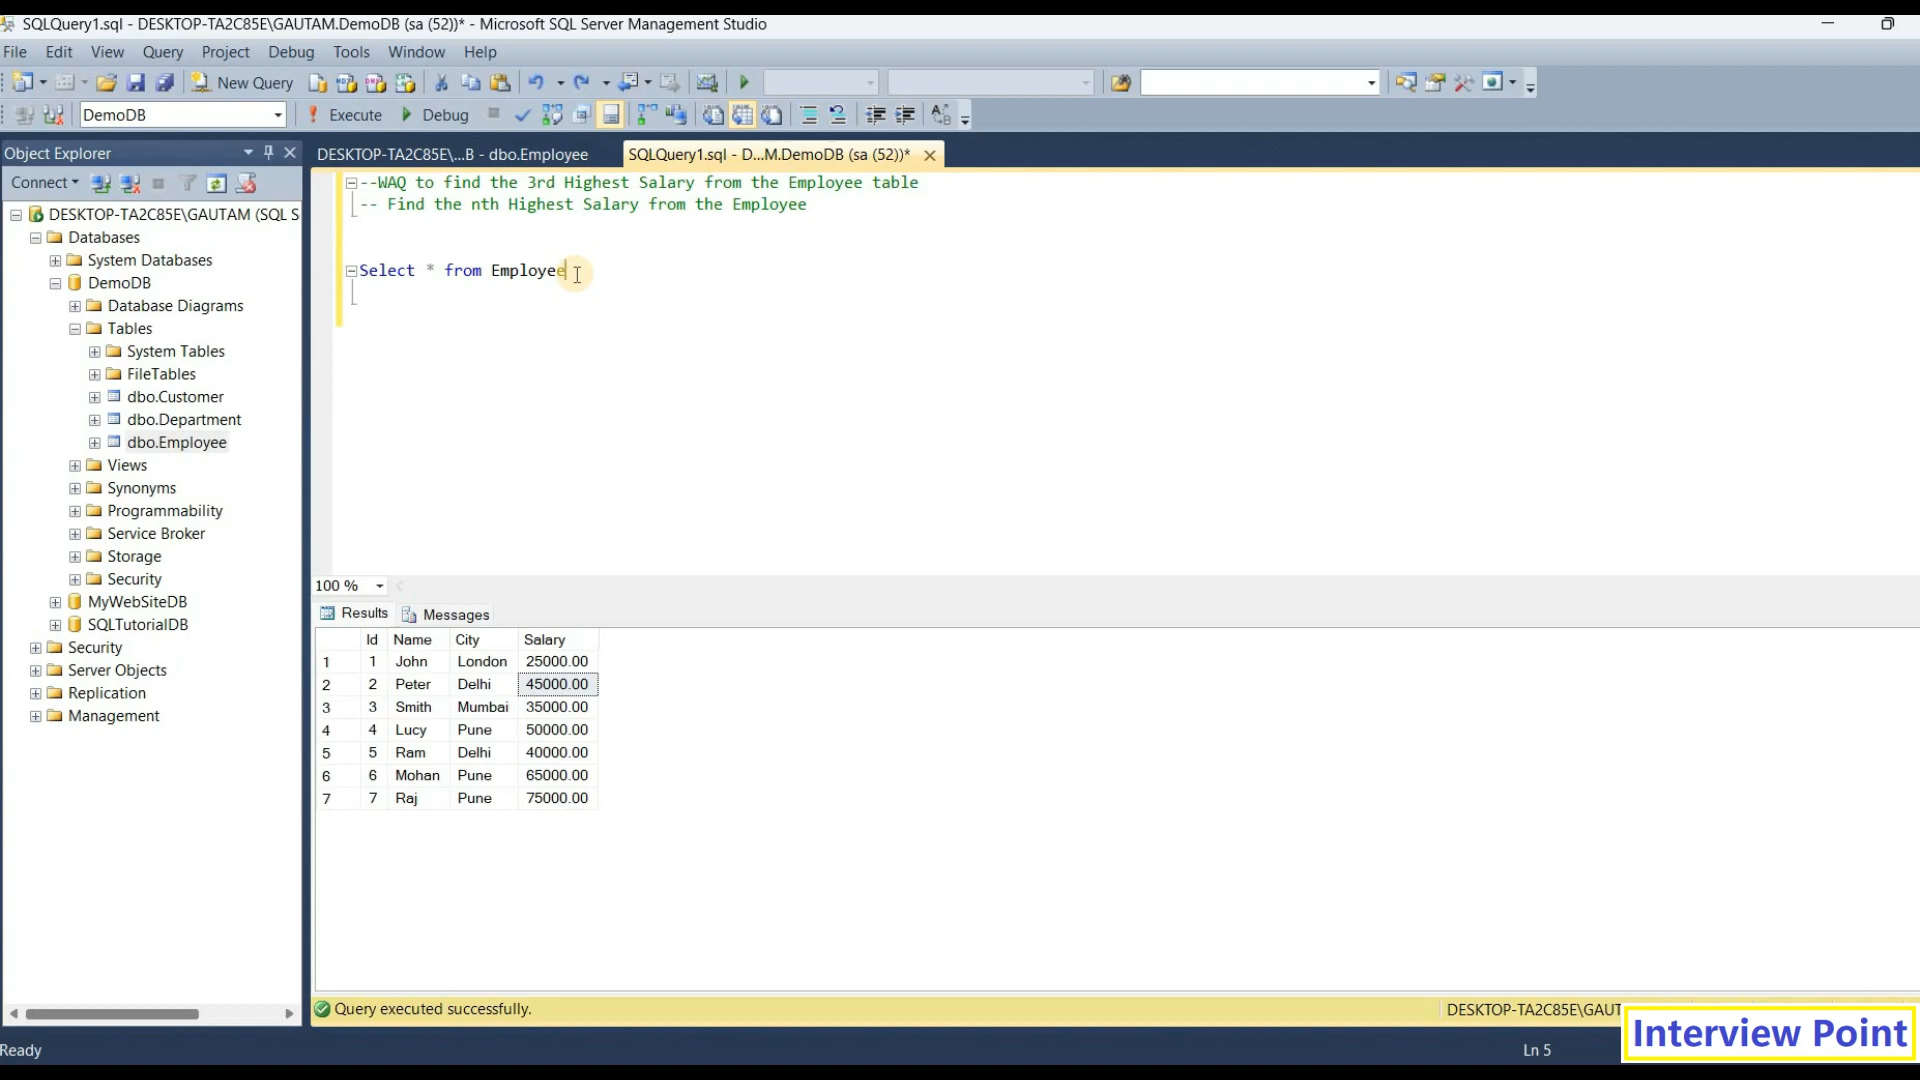 SQLQuery1.sql - DESKTOP-TA2C85E\GAUTAM.DemoDB (sa (52))* - Microsoft SQL Server Management Studio
File Edit View Query Project Debug Tools Window Help
New Query
DemoDB Execute Debug
Object Explorer
DESKTOP-TA2C85E\...B - dbo.Employee SQLQuery1.sql - D...M.DemoDB (sa (52))*
Connect
DESKTOP-TA2C85E\GAUTAM (SQL S
Databases
System Databases
DemoDB
Database Diagrams
Tables
System Tables
FileTables
dbo.Customer
dbo.Department
dbo.Employee
Views
Synonyms
Programmability
Service Broker
Storage
Security
MyWebSiteDB
SQLTutorialDB
Security
Server Objects
Replication
Management
--WAQ to find the 3rd Highest Salary from the Employee table
-- Find the nth Highest Salary from the Employee
Select * from Employee
100 %
Results Messages
Id Name City Salary
1 1 John London 25000.00
2 2 Peter Delhi 45000.00
3 3 Smith Mumbai 35000.00
4 4 Lucy Pune 50000.00
5 5 Ram Delhi 40000.00
6 6 Mohan Pune 65000.00
7 7 Raj Pune 75000.00
Query executed successfully. DESKTOP-TA2C85E\GAUT
Interview Point
Ready Ln 5